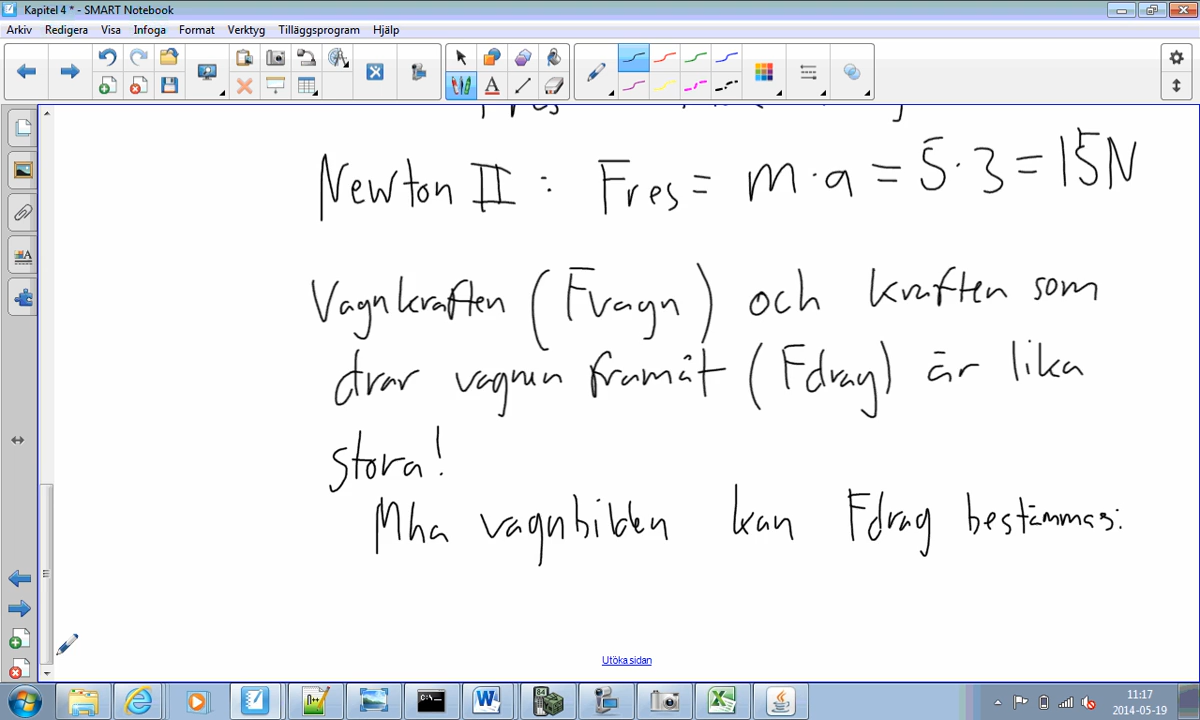 Kapitel 4 * - SMART Notebook
Arkiv Redigera Visa Infoga Format Verktyg Tilläggsprogram Hjälp
Fres
Newton II : Fres = m·a = 5·3 = 15N
Vagnkraften (Fvagn) och kraften som
drar vagnen framåt (Fdrag) är lika
stora!
Mha vagnbilden kan Fdrag bestämmas:
Utöka sidan
11:17
2014-05-19